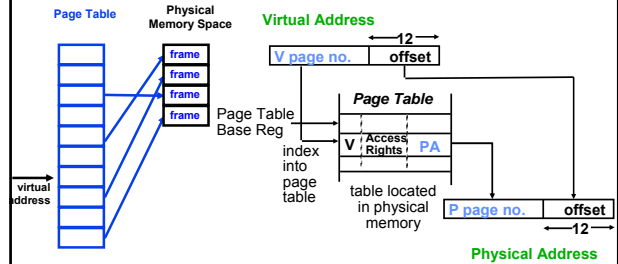 Page Table
Physical
Memory Space
frame
frame
frame
frame
virtual
address
Virtual Address
12
V page no.
offset
Page Table
Page Table
Base Reg
V
Access
Rights
PA
index
into
page
table
table located
in physical
memory
P page no.
offset
12
Physical Address